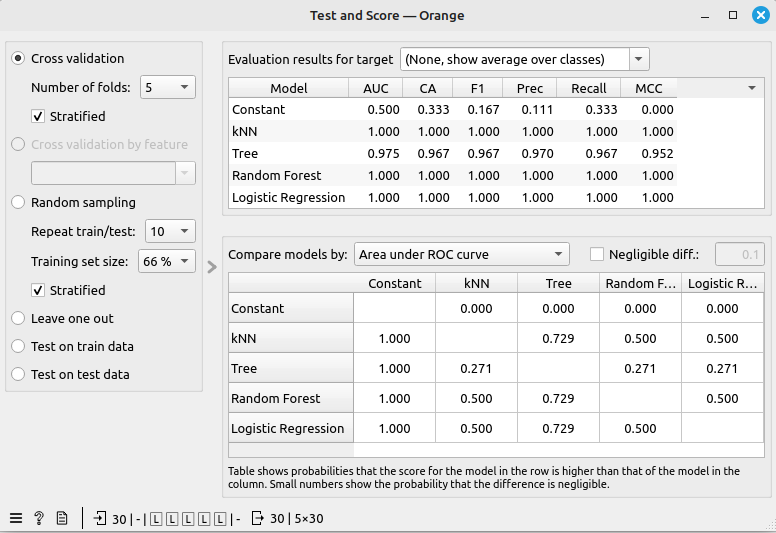 Test and Score — Orange
Cross validation
Number of folds: 5
Stratified
Cross validation by feature
Random sampling
Repeat train/test: 10
Training set size: 66 %
Stratified
Leave one out
Test on train data
Test on test data
Evaluation results for target (None, show average over classes)
Model AUC CA F1 Prec Recall MCC
Constant 0.500 0.333 0.167 0.111 0.333 0.000
kNN 1.000 1.000 1.000 1.000 1.000 1.000
Tree 0.975 0.967 0.967 0.970 0.967 0.952
Random Forest 1.000 1.000 1.000 1.000 1.000 1.000
Logistic Regression 1.000 1.000 1.000 1.000 1.000 1.000
Compare models by: Area under ROC curve Negligible diff.: 0.1
Constant kNN Tree Random F... Logistic R...
Constant 0.000 0.000 0.000 0.000
kNN 1.000 0.729 0.500 0.500
Tree 1.000 0.271 0.271 0.271
Random Forest 1.000 0.500 0.729 0.500
Logistic Regression 1.000 0.500 0.729 0.500
Table shows probabilities that the score for the model in the row is higher than that of the model in the
column. Small numbers show the probability that the difference is negligible.
30 | - | L L L L L | - 30 | 5×30